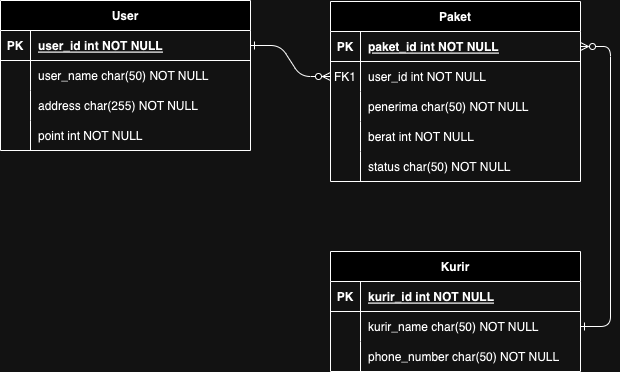 User
PK user_id int NOT NULL
user_name char(50) NOT NULL
address char(255) NOT NULL
point int NOT NULL
Paket
PK paket_id int NOT NULL
FK1 user_id int NOT NULL
penerima char(50) NOT NULL
berat int NOT NULL
status char(50) NOT NULL
Kurir
PK kurir_id int NOT NULL
kurir_name char(50) NOT NULL
phone_number char(50) NOT NULL